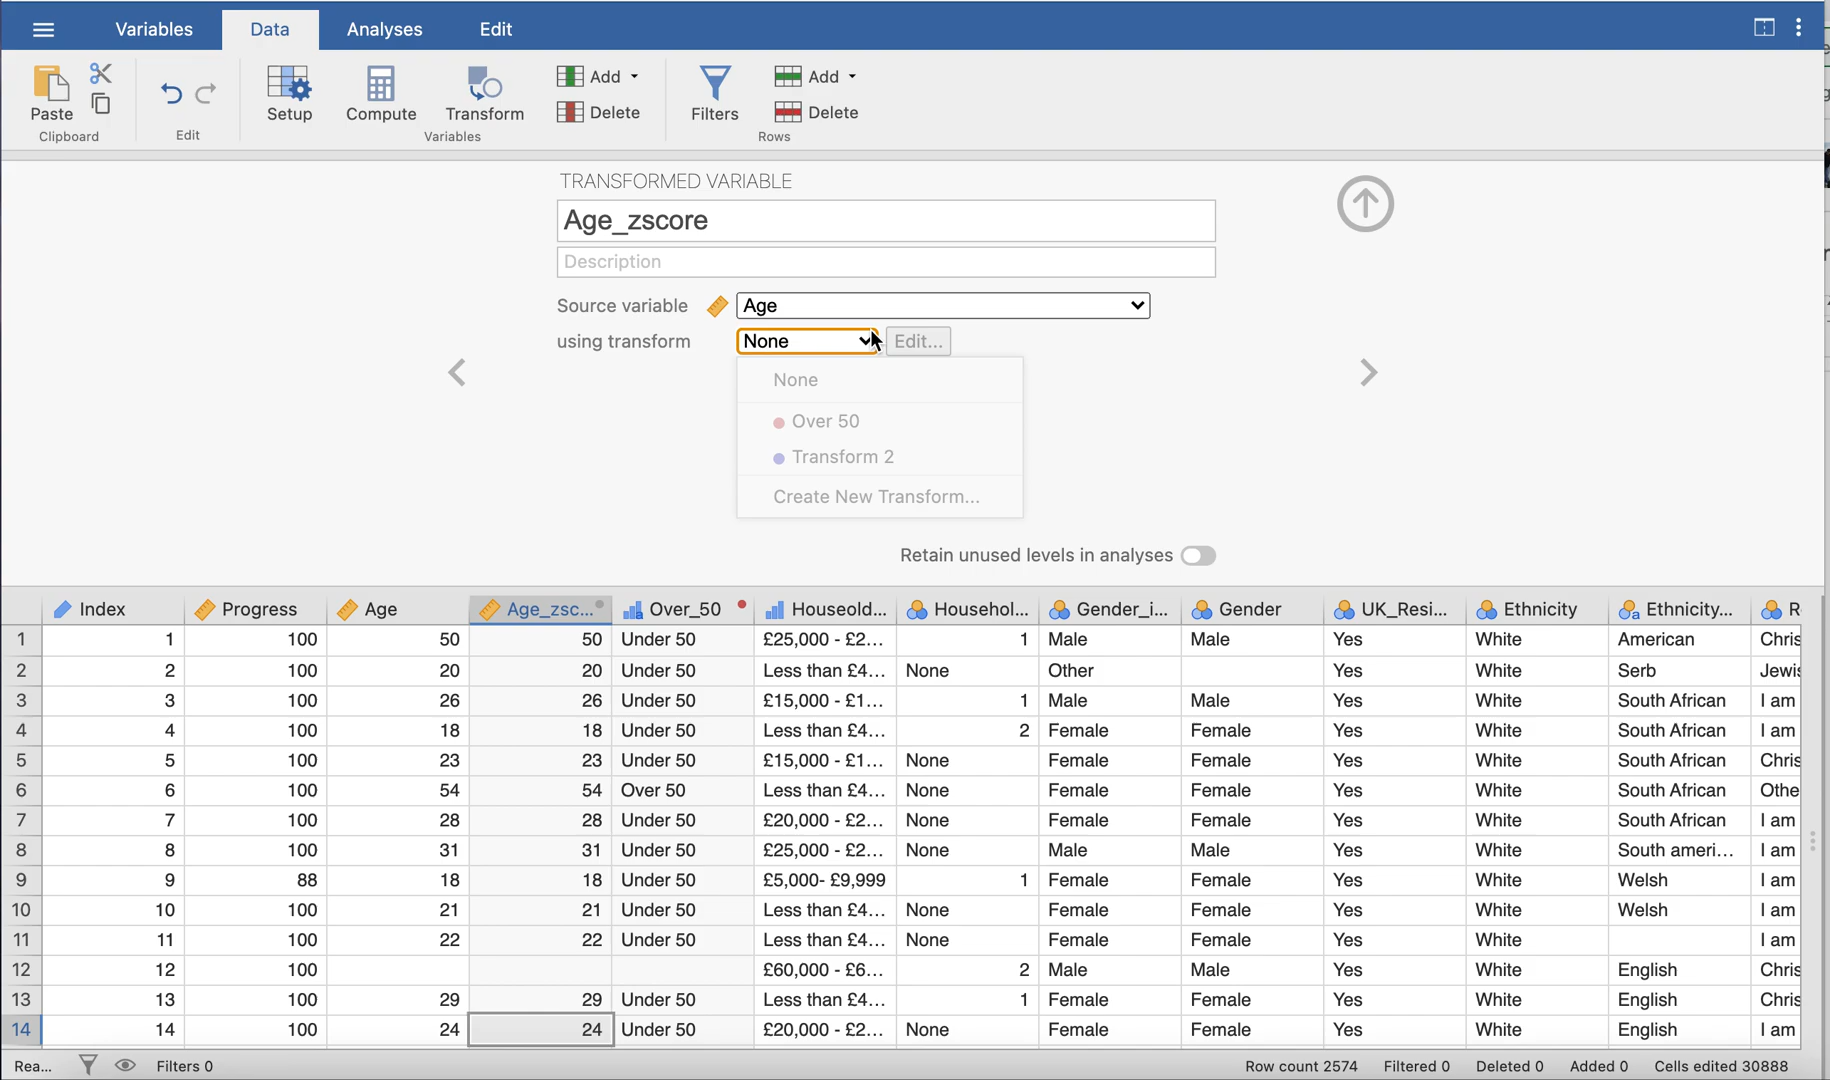 Variables Data Analyses Edit
Paste
Clipboard
Edit
Setup Compute Transform
Add
Delete
Variables
Filters
Add
Delete
Rows
TRANSFORMED VARIABLE
Age_zscore
Description
Source variable Age
using transform None Edit...
None
Over 50
Transform 2
Create New Transform...
Retain unused levels in analyses
Index Progress Age Age_zsc... Over_50 Houseold... Househol... Gender_i... Gender UK_Resi... Ethnicity Ethnicity... R
1 1 100 50 50 Under 50 £25,000 - £2... 1 Male Male Yes White American Chris
2 2 100 20 20 Under 50 Less than £4... None Other Yes White Serb Jewis
3 3 100 26 26 Under 50 £15,000 - £1... 1 Male Male Yes White South African I am
4 4 100 18 18 Under 50 Less than £4... 2 Female Female Yes White South African I am
5 5 100 23 23 Under 50 £15,000 - £1... None Female Female Yes White South African Chris
6 6 100 54 54 Over 50 Less than £4... None Female Female Yes White South African Othe
7 7 100 28 28 Under 50 £20,000 - £2... None Female Female Yes White South African I am
8 8 100 31 31 Under 50 £25,000 - £2... None Male Male Yes White South ameri... I am
9 9 88 18 18 Under 50 £5,000- £9,999 1 Female Female Yes White Welsh I am
10 10 100 21 21 Under 50 Less than £4... None Female Female Yes White Welsh I am
11 11 100 22 22 Under 50 Less than £4... None Female Female Yes White I am
12 12 100 £60,000 - £6... 2 Male Male Yes White English Chris
13 13 100 29 29 Under 50 Less than £4... 1 Female Female Yes White English Chris
14 14 100 24 24 Under 50 £20,000 - £2... None Female Female Yes White English I am
Rea... Filters 0 Row count 2574 Filtered 0 Deleted 0 Added 0 Cells edited 30888